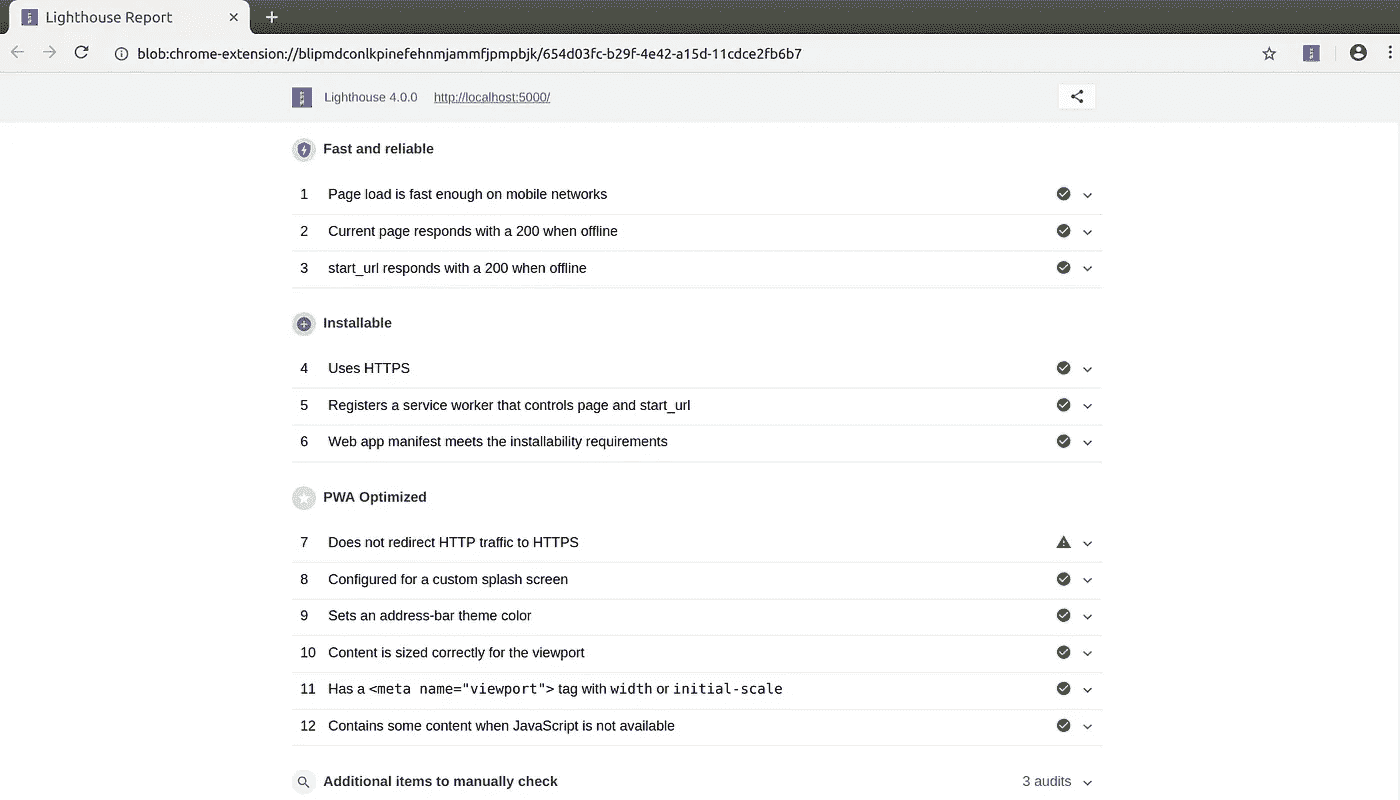 Lighthouse Report
blob:chrome-extension://blipmdconlkpinefehnmjammfjpmpbjk/654d03fc-b29f-4e42-a15d-11cdce2fb6b7
Lighthouse 4.0.0 http://localhost:5000/
Fast and reliable
1 Page load is fast enough on mobile networks
2 Current page responds with a 200 when offline
3 start_url responds with a 200 when offline
Installable
4 Uses HTTPS
5 Registers a service worker that controls page and start_url
6 Web app manifest meets the installability requirements
PWA Optimized
7 Does not redirect HTTP traffic to HTTPS
8 Configured for a custom splash screen
9 Sets an address-bar theme color
10 Content is sized correctly for the viewport
11 Has a <meta name="viewport"> tag with width or initial-scale
12 Contains some content when JavaScript is not available
Additional items to manually check 3 audits